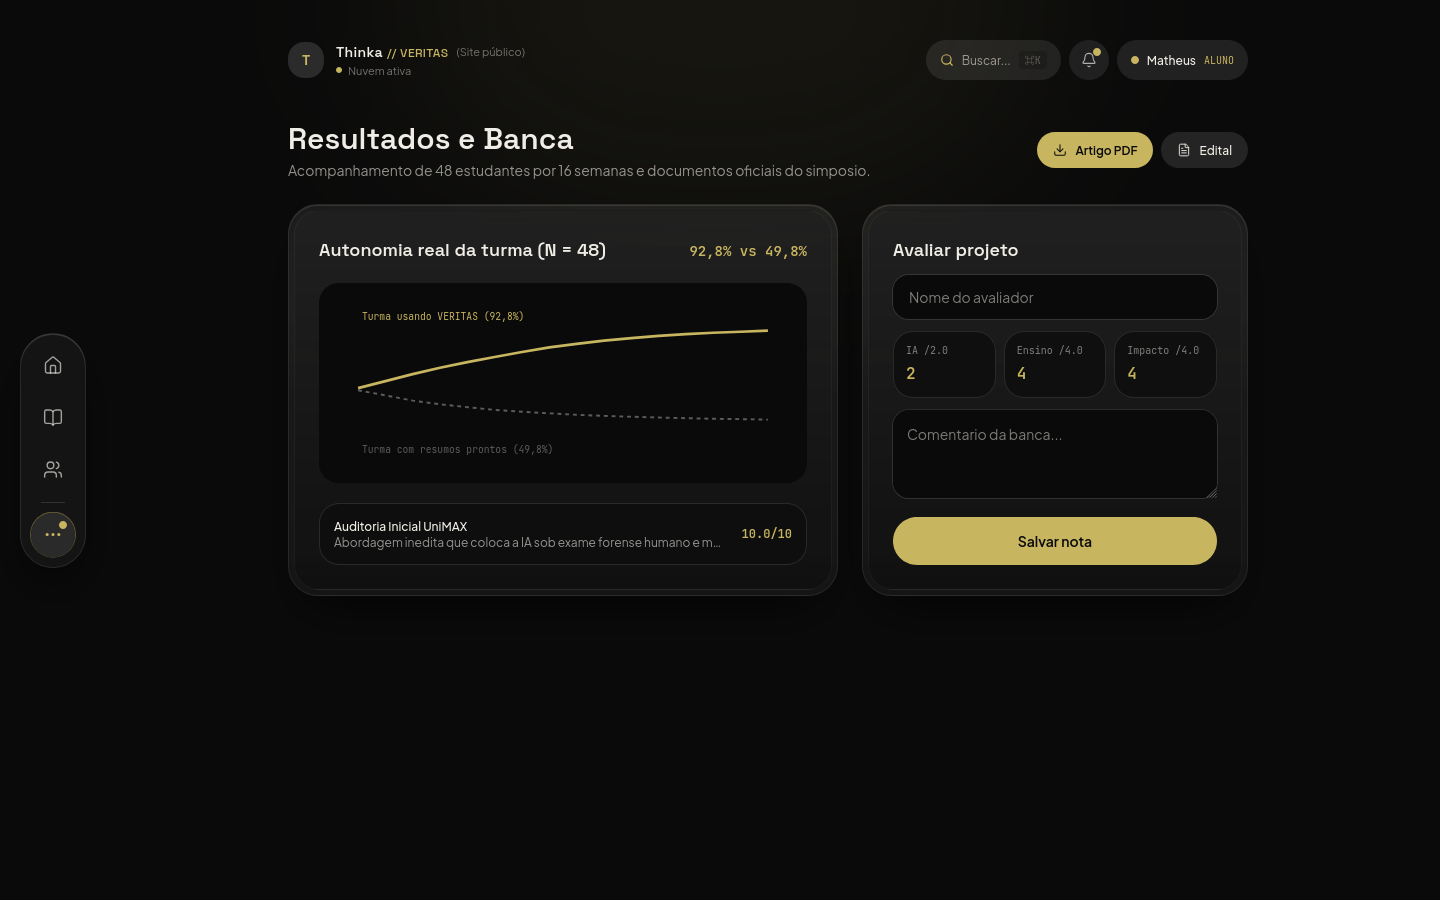 T
Thinka // VERITAS (Site público)
Nuvem ativa
Buscar... ⌘K
Matheus ALUNO
Resultados e Banca
Acompanhamento de 48 estudantes por 16 semanas e documentos oficiais do simposio.
Artigo PDF
Edital
Autonomia real da turma (N = 48)
92,8% vs 49,8%
Turma usando VERITAS (92,8%)
Turma com resumos prontos (49,8%)
Auditoria Inicial UniMAX
Abordagem inedita que coloca a IA sob exame forense humano e m...
10.0/10
Avaliar projeto
Nome do avaliador
IA /2.0
2
Ensino /4.0
4
Impacto /4.0
4
Comentario da banca...
Salvar nota